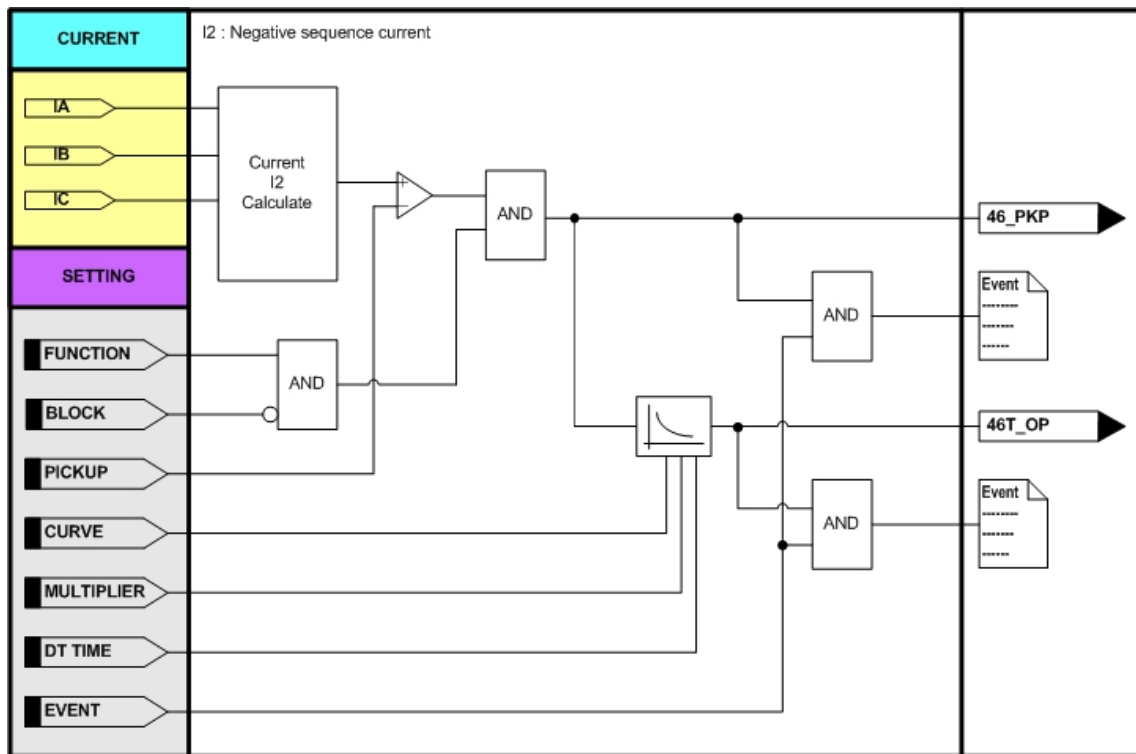 CURRENT
I2 : Negative sequence current
IA
IB
IC
Current
I2
Calculate
+
−
AND
46_PKP
SETTING
Event
AND
FUNCTION
AND
BLOCK
46T_OP
PICKUP
Event
AND
CURVE
MULTIPLIER
DT TIME
EVENT